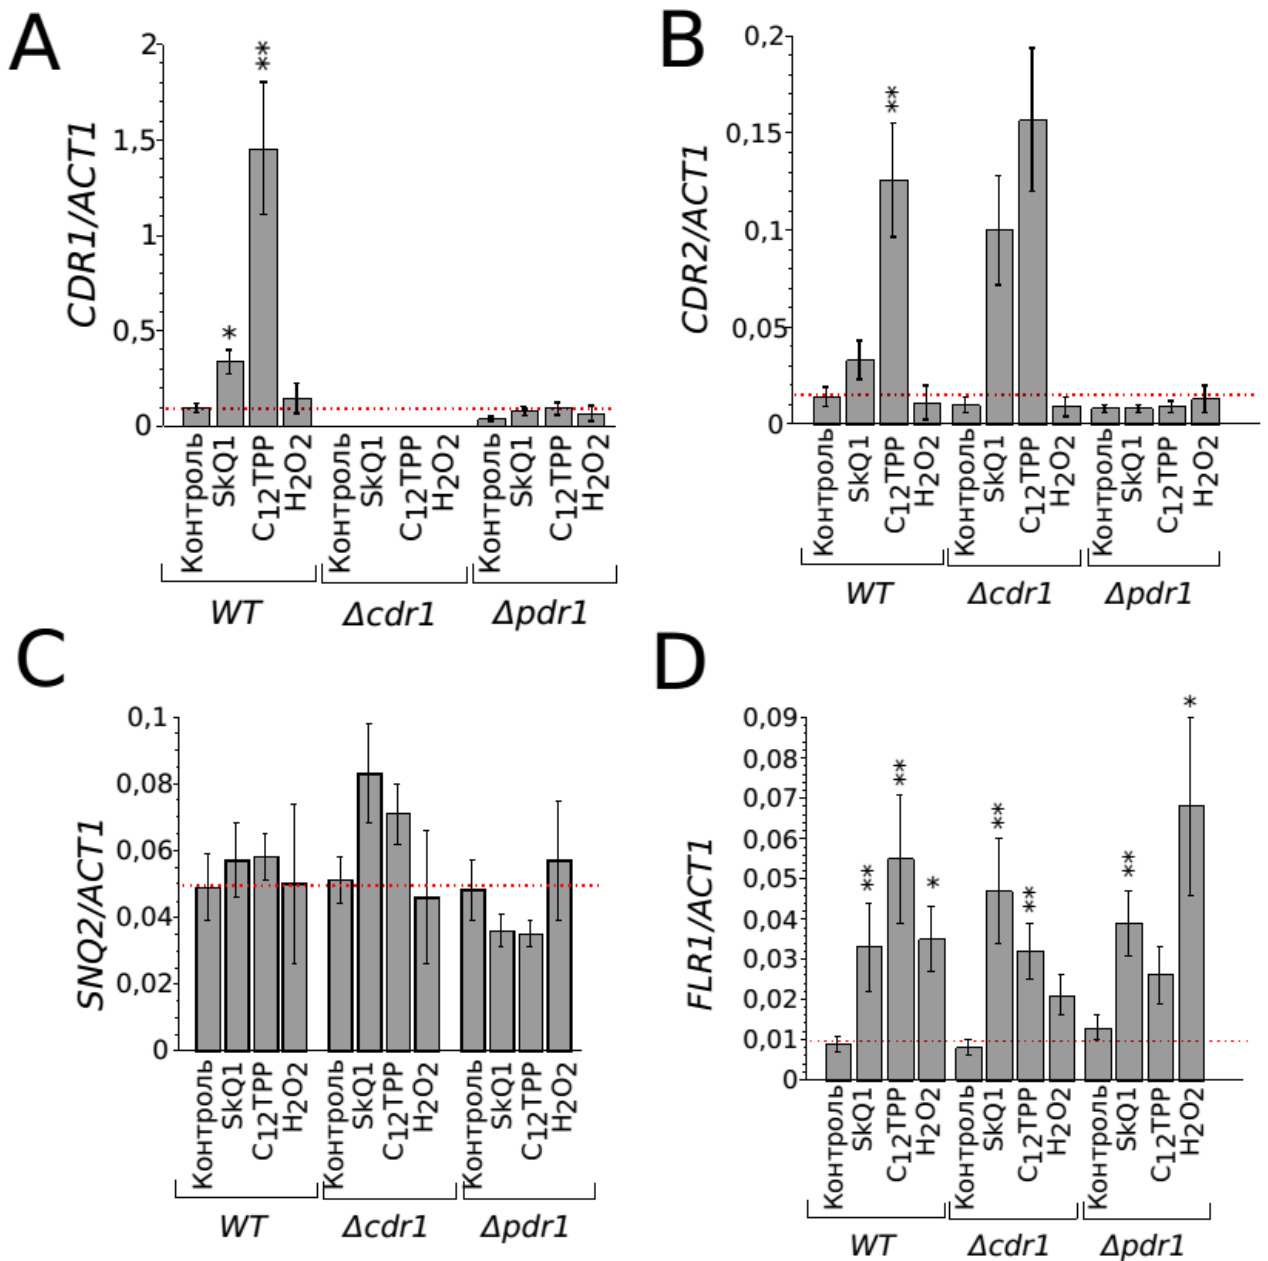 A
CDR1/ACT1
2
1,5
1
0,5
0
*
**
Контроль
SkQ1
C12TPP
H2O2
Контроль
SkQ1
C12TPP
H2O2
Контроль
SkQ1
C12TPP
H2O2
WT
Δcdr1
Δpdr1
B
CDR2/ACT1
0,2
0,15
0,1
0,05
0
**
Контроль
SkQ1
C12TPP
H2O2
Контроль
SkQ1
C12TPP
H2O2
Контроль
SkQ1
C12TPP
H2O2
WT
Δcdr1
Δpdr1
C
SNQ2/ACT1
0,1
0,08
0,06
0,04
0,02
0
Контроль
SkQ1
C12TPP
H2O2
Контроль
SkQ1
C12TPP
H2O2
Контроль
SkQ1
C12TPP
H2O2
WT
Δcdr1
Δpdr1
D
FLR1/ACT1
0,09
0,08
0,07
0,06
0,05
0,04
0,03
0,02
0,01
0
**
**
*
**
**
**
*
Контроль
SkQ1
C12TPP
H2O2
Контроль
SkQ1
C12TPP
H2O2
Контроль
SkQ1
C12TPP
H2O2
WT
Δcdr1
Δpdr1